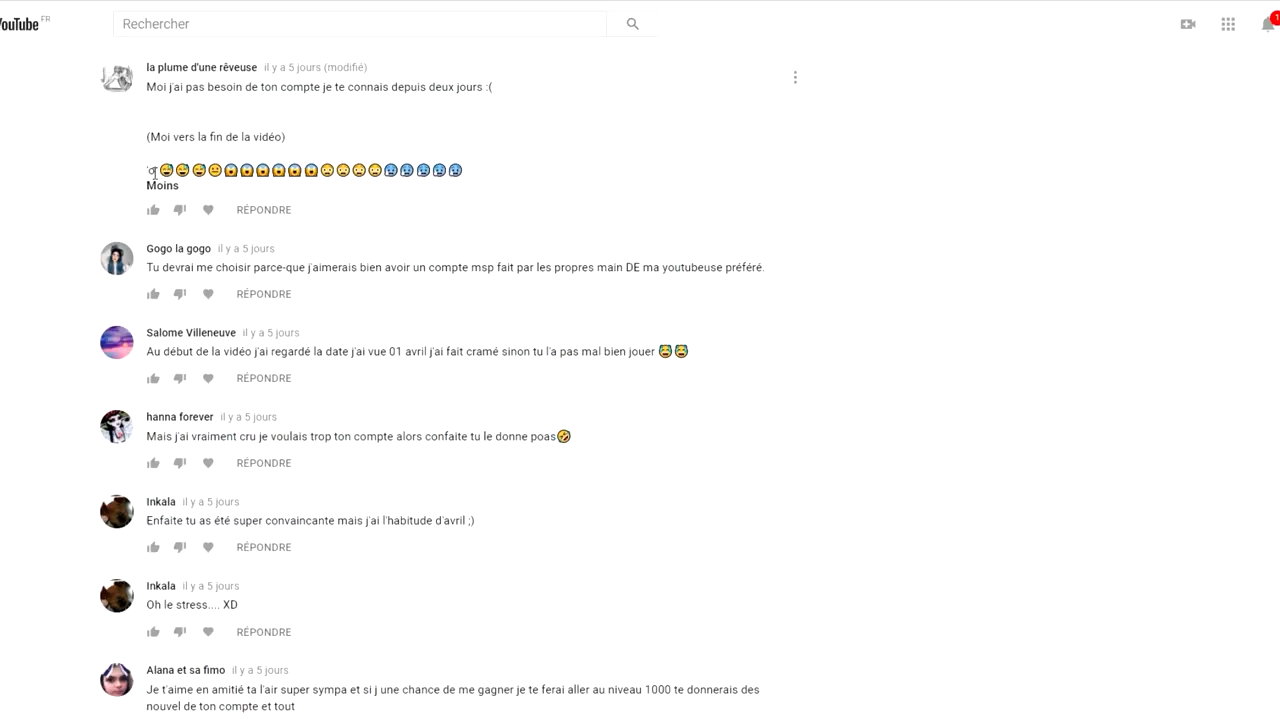 YouTube FR
Rechercher
1
la plume d'une rêveuse il y a 5 jours (modifié)
Moi j'ai pas besoin de ton compte je te connais depuis deux jours :(
(Moi vers la fin de la vidéo)
😅😅😅😐😱😱😱😱😱😱😳😳😳😳🥶🥶🥶🥶🥶
Moins
RÉPONDRE
Gogo la gogo il y a 5 jours
Tu devrai me choisir parce-que j'aimerais bien avoir un compte msp fait par les propres main DE ma youtubeuse préféré.
RÉPONDRE
Salome Villeneuve il y a 5 jours
Au début de la vidéo j'ai regardé la date j'ai vue 01 avril j'ai fait cramé sinon tu l'a pas mal bien jouer 😅😅
RÉPONDRE
hanna forever il y a 5 jours
Mais j'ai vraiment cru je voulais trop ton compte alors confaite tu le donne poas🤣
RÉPONDRE
Inkala il y a 5 jours
Enfaite tu as été super convaincante mais j'ai l'habitude d'avril ;)
RÉPONDRE
Inkala il y a 5 jours
Oh le stress.... XD
RÉPONDRE
Alana et sa fimo il y a 5 jours
Je t'aime en amitié ta l'air super sympa et si j une chance de me gagner je te ferai aller au niveau 1000 te donnerais des
nouvel de ton compte et tout